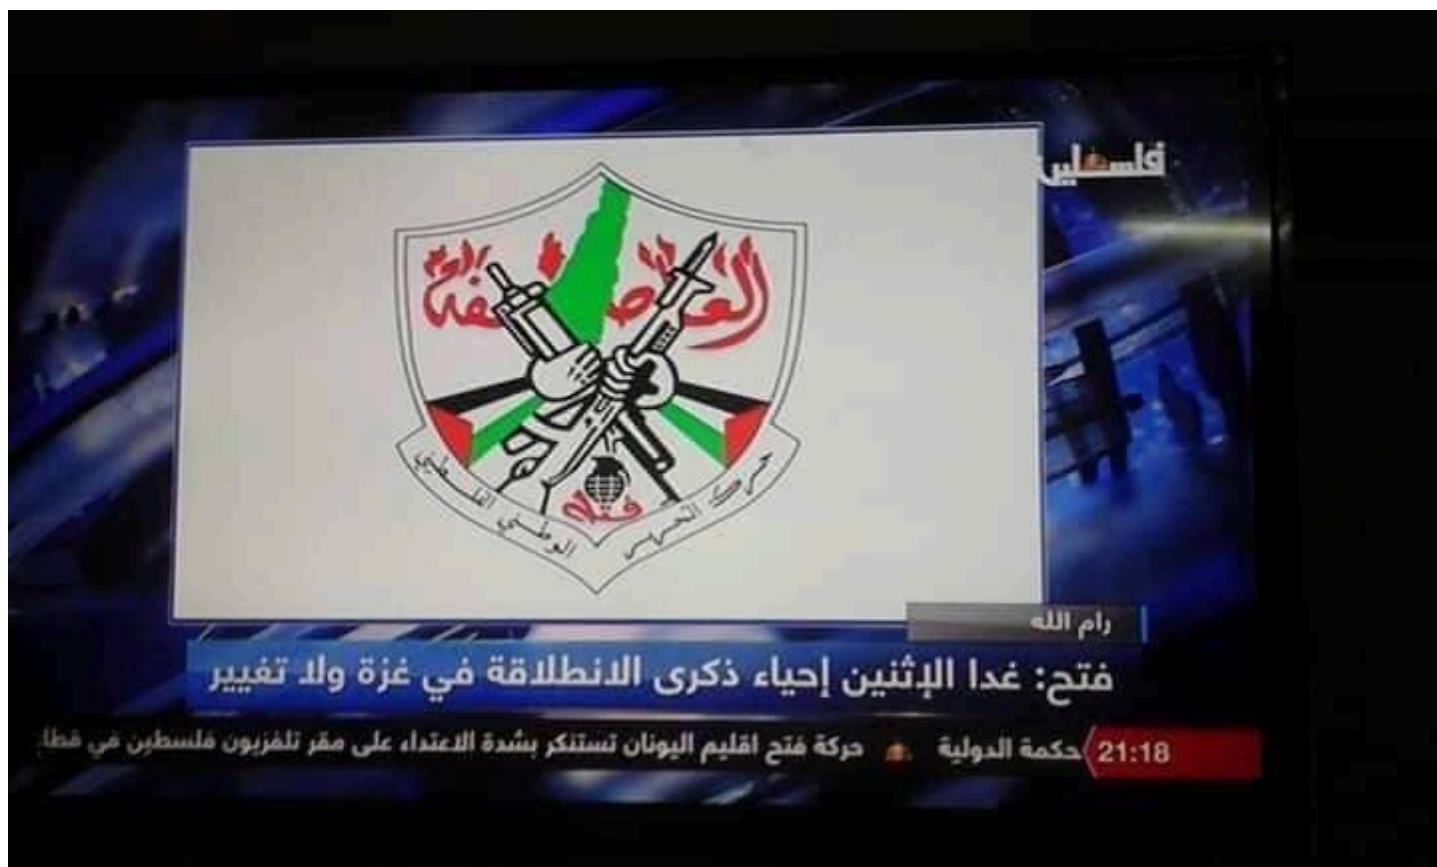 فلسطين
العاصفة
فتح
حركة التحرير الوطني الفلسطيني
رام الله
فتح: غدا الإثنين إحياء ذكرى الانطلاقة في غزة ولا تغيير
21:18 حكمة الدولية حركة فتح اقليم اليونان تستنكر بشدة الاعتداء على مقر تلفزيون فلسطين في قطا